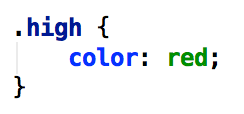 .high {
    color: red;
}